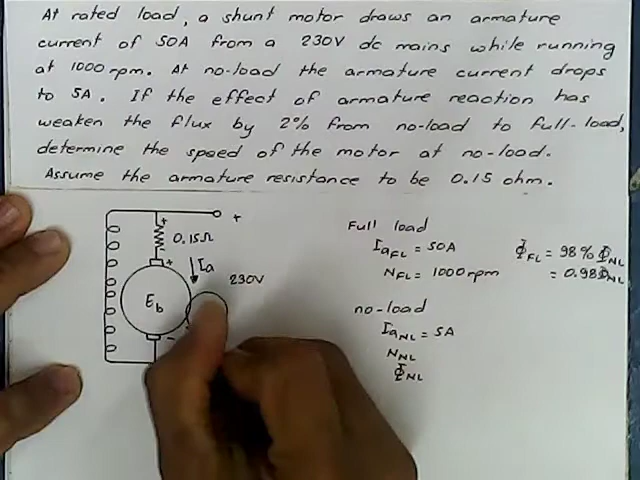 At rated load, a shunt motor draws an armature
current of 50A from a 230V dc mains while running
at 1000 rpm. At no-load the armature current drops
to 5A. If the effect of armature reaction has
weaken the flux by 2% from no-load to full-load,
determine the speed of the motor at no-load.
Assume the armature resistance to be 0.15 ohm.
+
+
0.15Ω
+
Ia
230V
Eb
-
Full load
IaFL = 50A
ΦFL = 98% ΦNL
NFL = 1000 rpm
= 0.98ΦNL
no-load
IaNL = 5A
NNL
ΦNL